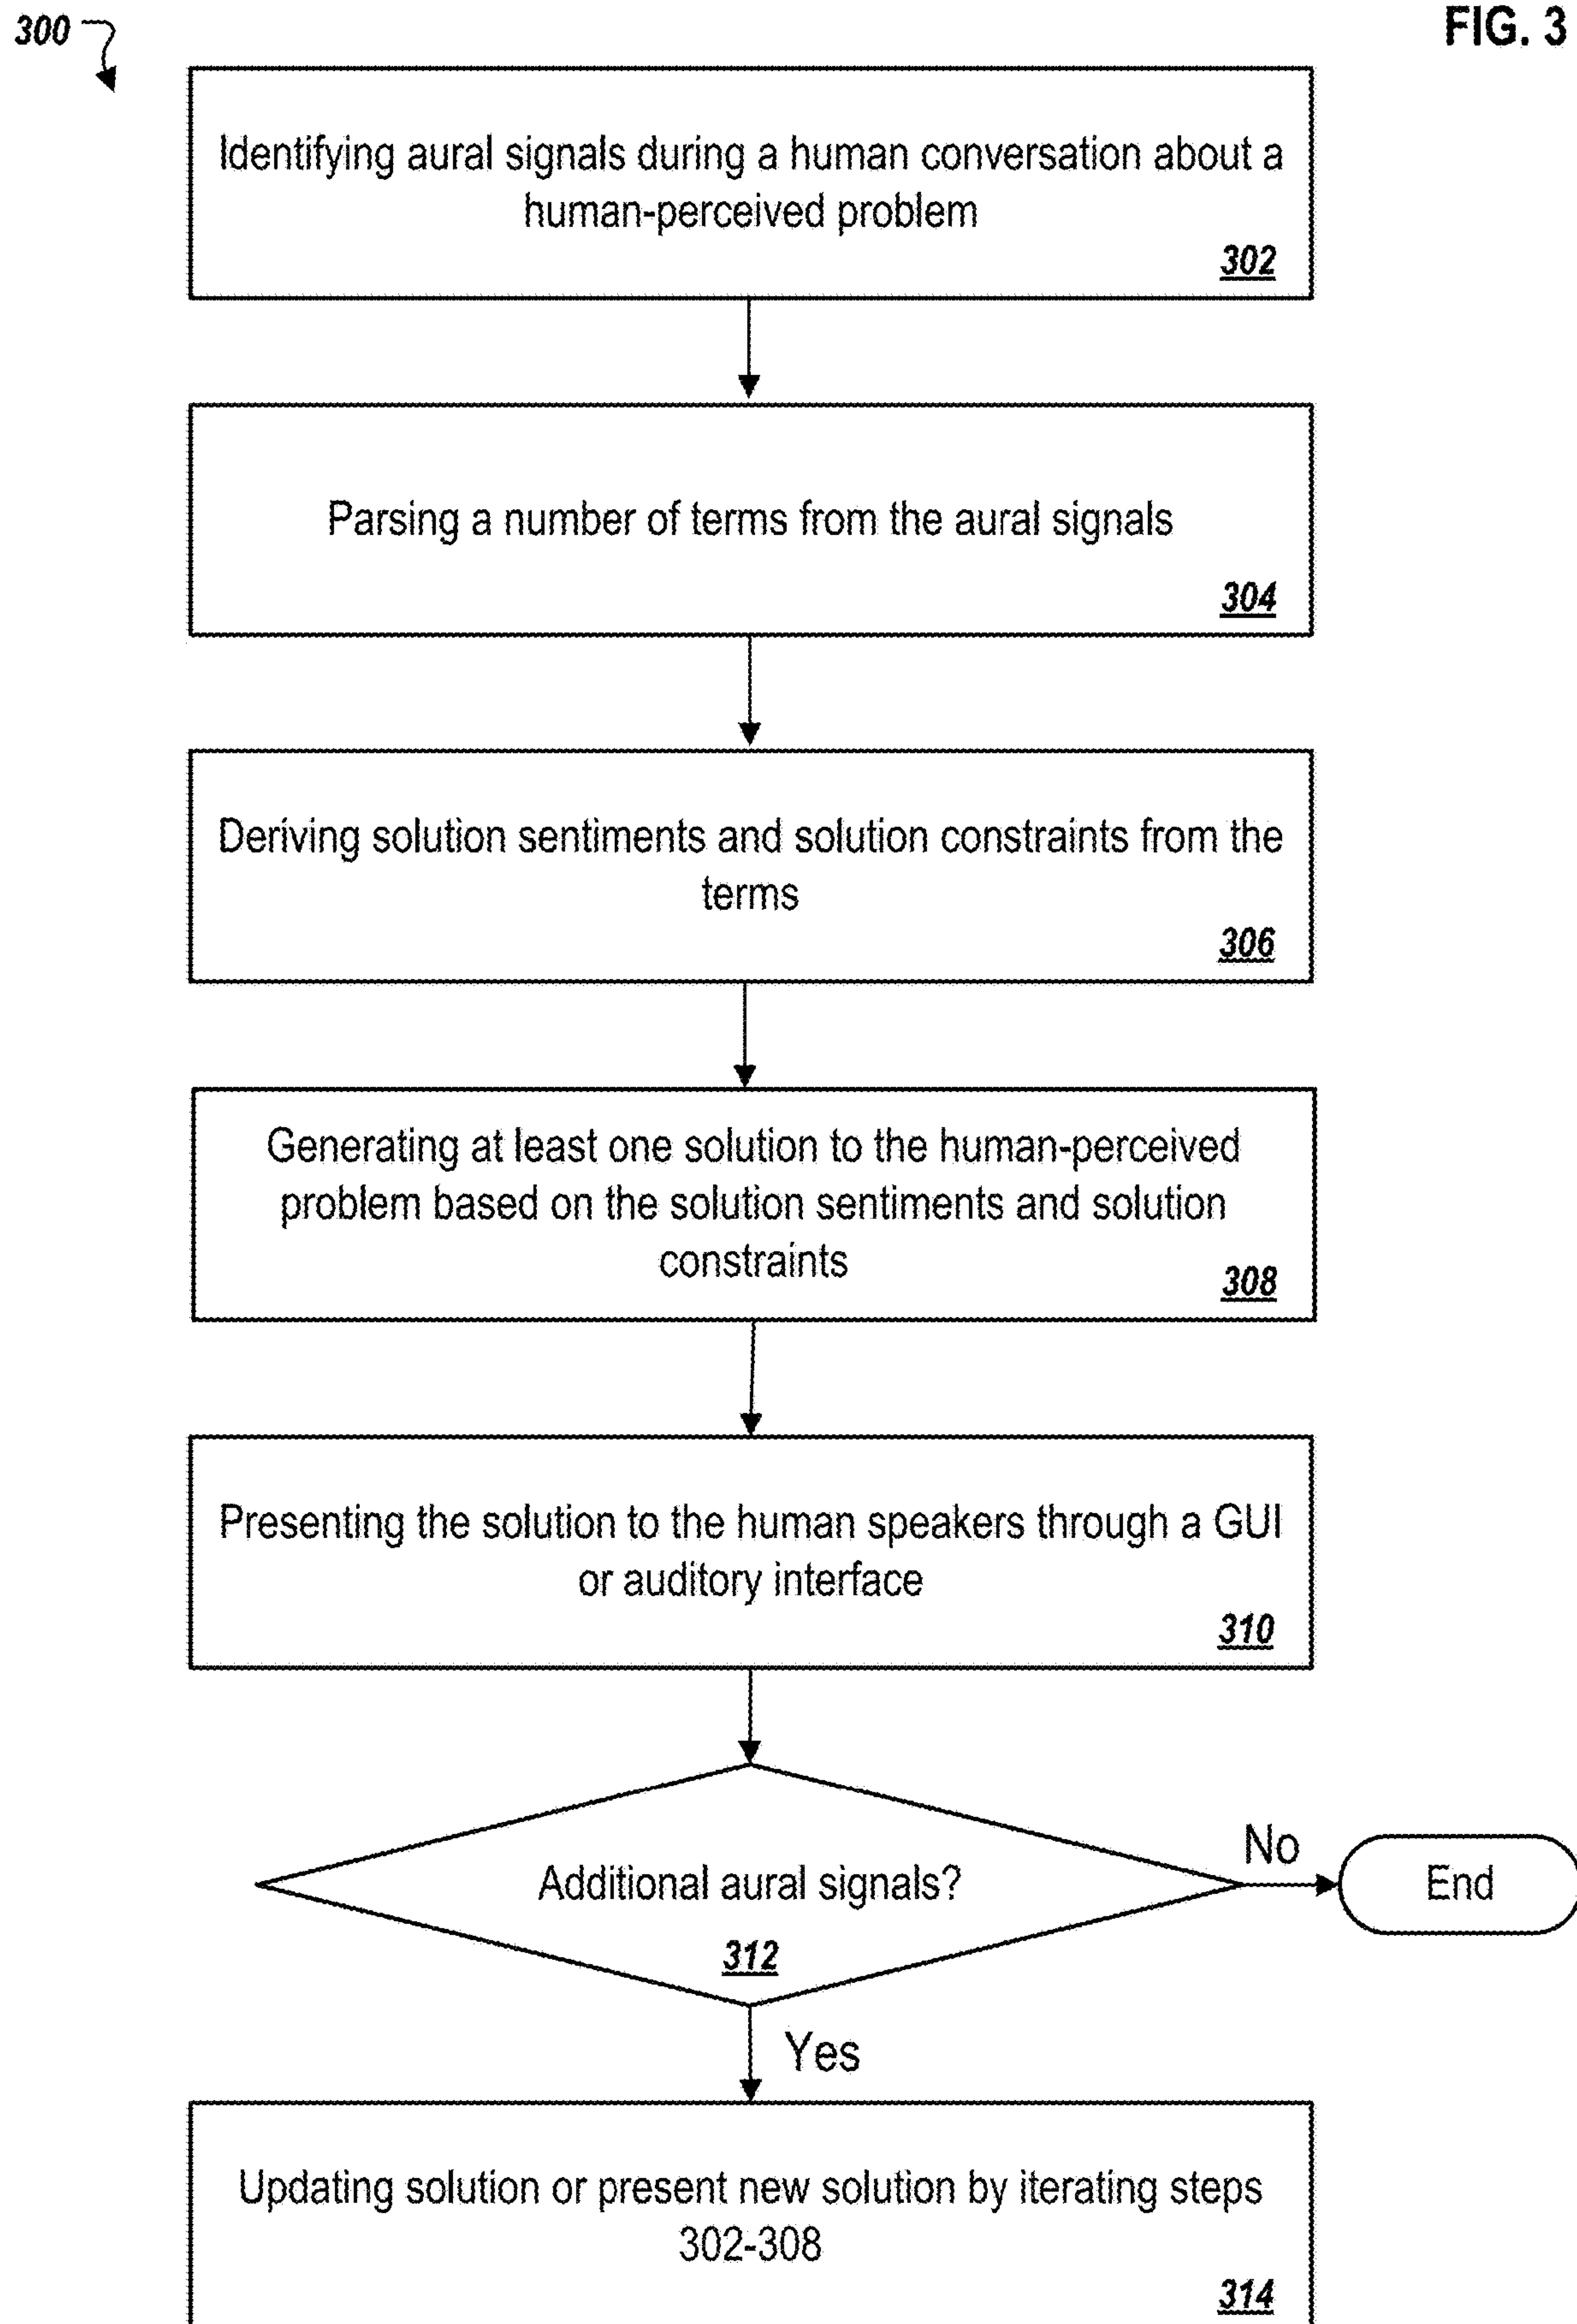 300
FIG. 3
Identifying aural signals during a human conversation about a
human-perceived problem
302
Parsing a number of terms from the aural signals
304
Deriving solution sentiments and solution constraints from the
terms
306
Generating at least one solution to the human-perceived
problem based on the solution sentiments and solution
constraints
308
Presenting the solution to the human speakers through a GUI
or auditory interface
310
Additional aural signals?
312
No
End
Yes
Updating solution or present new solution by iterating steps
302-308
314